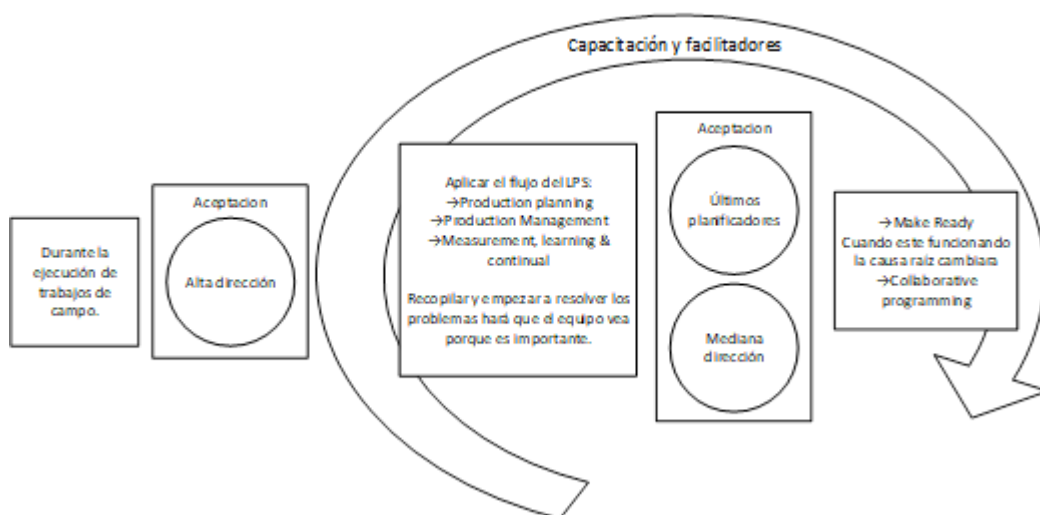 Capacitación y facilitadores
Durante la
ejecución de
trabajos de
campo.
Aceptacion
Alta dirección
Aplicar el flujo del LPS:
→Production planning
→Production Management
→Measurement, learning &
continual
Recopilar y empezar a resolver los
problemas hará que el equipo vea
porque es importante.
Aceptacion
Últimos
planificadores
Mediana
dirección
→Make Ready
Cuando este funcionando
la causa raíz cambiara
→Collaborative
programming